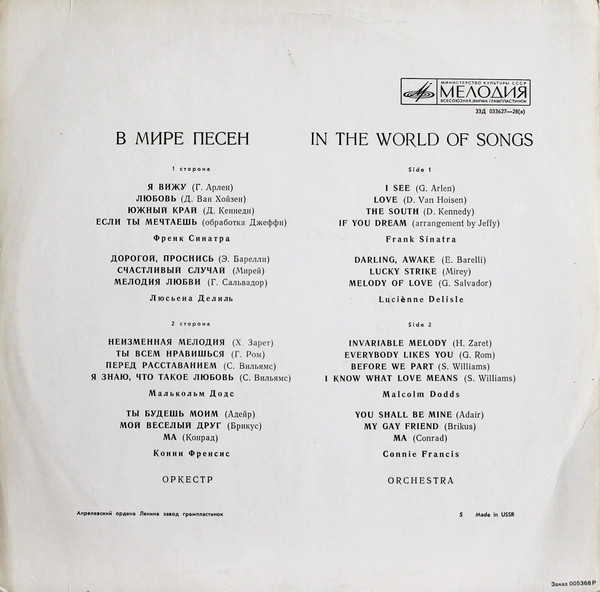 МИНИСТЕРСТВО КУЛЬТУРЫ СССР
МЕЛОДИЯ
ВСЕСОЮЗНАЯ ФИРМА ГРАМПЛАСТИНОК
33Д 033627—28(а)
В МИРЕ ПЕСЕН
1 сторона
Я ВИЖУ (Г. Арлен)
ЛЮБОВЬ (Д. Ван Хойзен)
ЮЖНЫЙ КРАЙ (Д. Кеннеди)
ЕСЛИ ТЫ МЕЧТАЕШЬ (обработка Джеффи)
Френк Синатра
ДОРОГОЙ, ПРОСНИСЬ (Э. Барелли)
СЧАСТЛИВЫЙ СЛУЧАЙ (Мирей)
МЕЛОДИЯ ЛЮБВИ (Г. Сальвадор)
Люсьена Делиль
2 сторона
НЕИЗМЕННАЯ МЕЛОДИЯ (Х. Зарет)
ТЫ ВСЕМ НРАВИШЬСЯ (Г. Ром)
ПЕРЕД РАССТАВАНИЕМ (С. Вильямс)
Я ЗНАЮ, ЧТО ТАКОЕ ЛЮБОВЬ (С. Вильямс)
Малькольм Додс
ТЫ БУДЕШЬ МОИМ (Адейр)
МОЙ ВЕСЕЛЫЙ ДРУГ (Брикус)
МА (Конрад)
Конни Френсис
ОРКЕСТР
IN THE WORLD OF SONGS
Side 1
I SEE (G. Arlen)
LOVE (D. Van Hoisen)
THE SOUTH (D. Kennedy)
IF YOU DREAM (arrangement by Jeffy)
Frank Sinatra
DARLING, AWAKE (E. Barelli)
LUCKY STRIKE (Mirey)
MELODY OF LOVE (G. Salvador)
Luciènne Delisle
Side 2
INVARIABLE MELODY (H. Zaret)
EVERYBODY LIKES YOU (G. Rom)
BEFORE WE PART (S. Williams)
I KNOW WHAT LOVE MEANS (S. Williams)
Malcolm Dodds
YOU SHALL BE MINE (Adair)
MY GAY FRIEND (Brikus)
MA (Conrad)
Connie Francis
ORCHESTRA
Апрелевский ордена Ленина завод грампластинок
5 Made in USSR
Заказ 005368Р